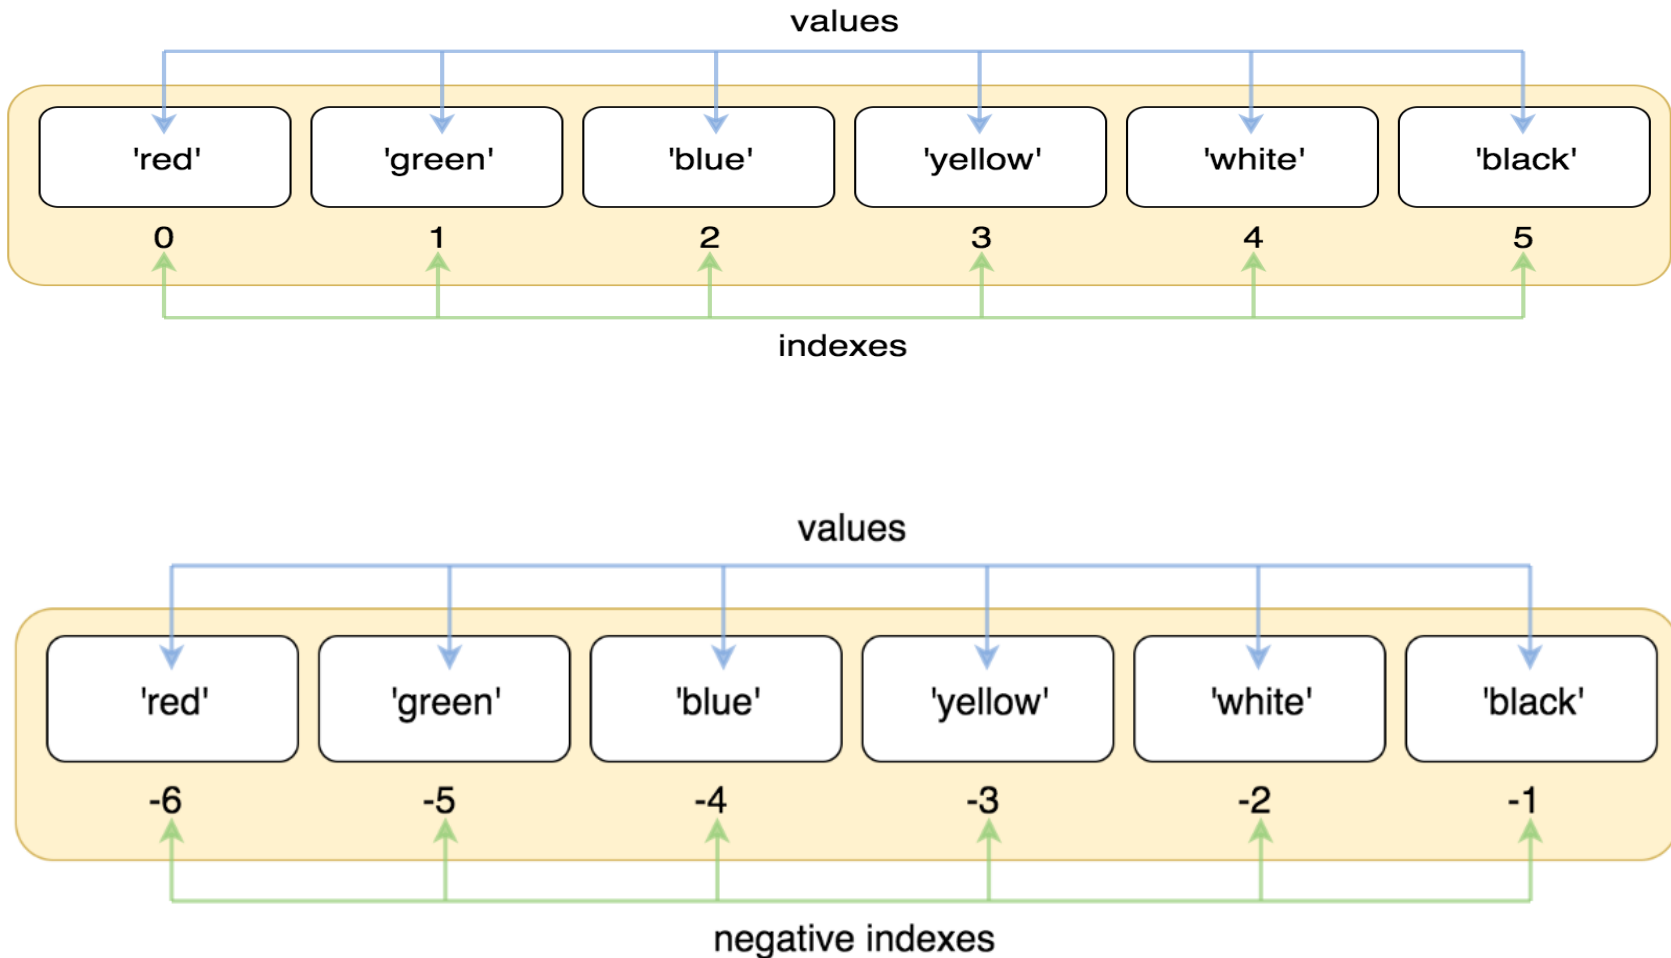 values
'red' 'green' 'blue' 'yellow' 'white' 'black'
0 1 2 3 4 5
indexes
values
'red' 'green' 'blue' 'yellow' 'white' 'black'
-6 -5 -4 -3 -2 -1
negative indexes